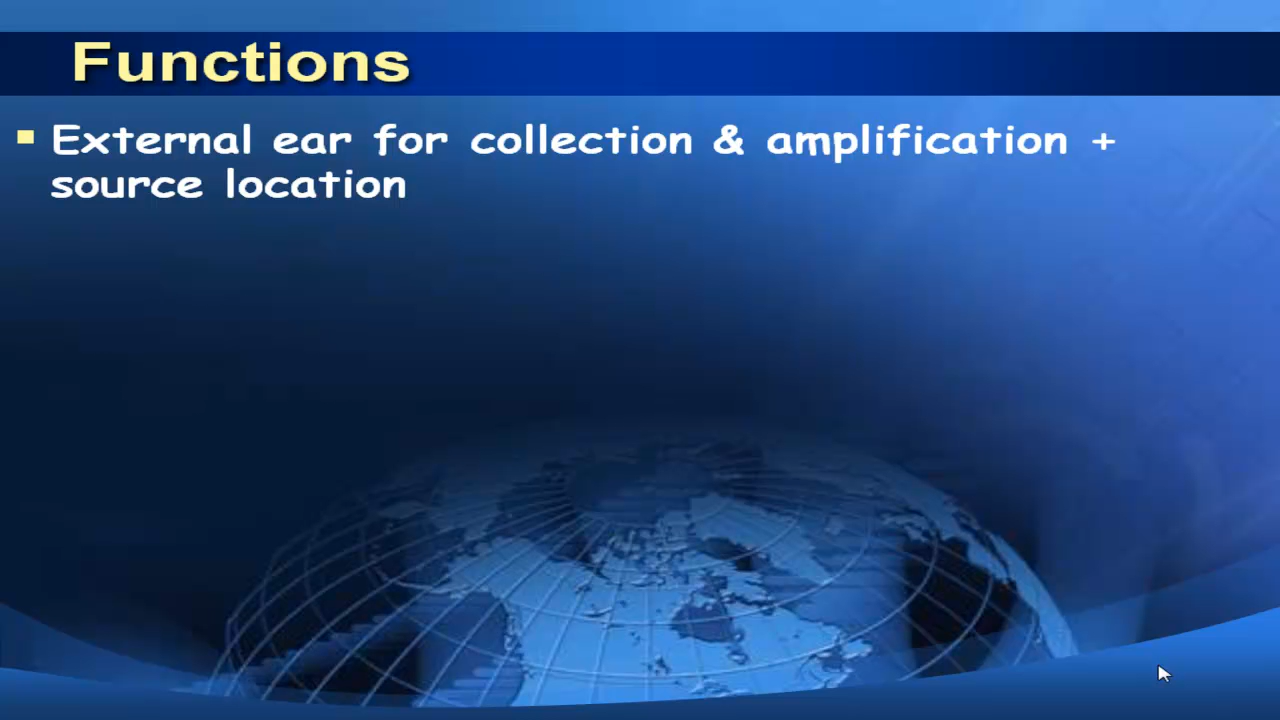 Functions
External ear for collection & amplification +
source location